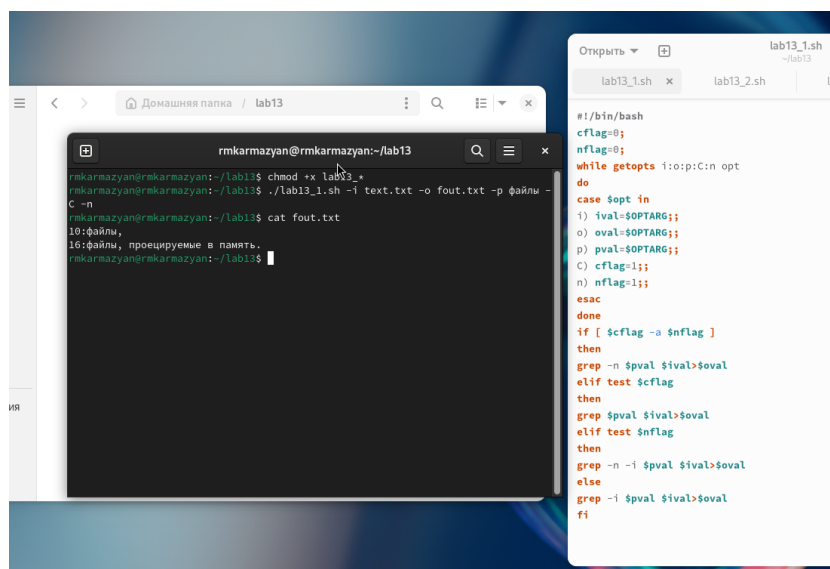 Домашняя папка / lab13
ия
rmkarmazyan@rmkarmazyan:~/lab13
rmkarmazyan@rmkarmazyan:~/lab13$ chmod +x lab13_*
rmkarmazyan@rmkarmazyan:~/lab13$ ./lab13_1.sh -i text.txt -o fout.txt -p файлы -
C -n
rmkarmazyan@rmkarmazyan:~/lab13$ cat fout.txt
10:файлы,
16:файлы, проецируемые в память.
rmkarmazyan@rmkarmazyan:~/lab13$
Открыть
lab13_1.sh
~/lab13
lab13_1.sh
lab13_2.sh
#!/bin/bash
cflag=0;
nflag=0;
while getopts i:o:p:C:n opt
do
case $opt in
i) ival=$OPTARG;;
o) oval=$OPTARG;;
p) pval=$OPTARG;;
C) cflag=1;;
n) nflag=1;;
esac
done
if [ $cflag -a $nflag ]
then
grep -n $pval $ival>$oval
elif test $cflag
then
grep $pval $ival>$oval
elif test $nflag
then
grep -n -i $pval $ival>$oval
else
grep -i $pval $ival>$oval
fi